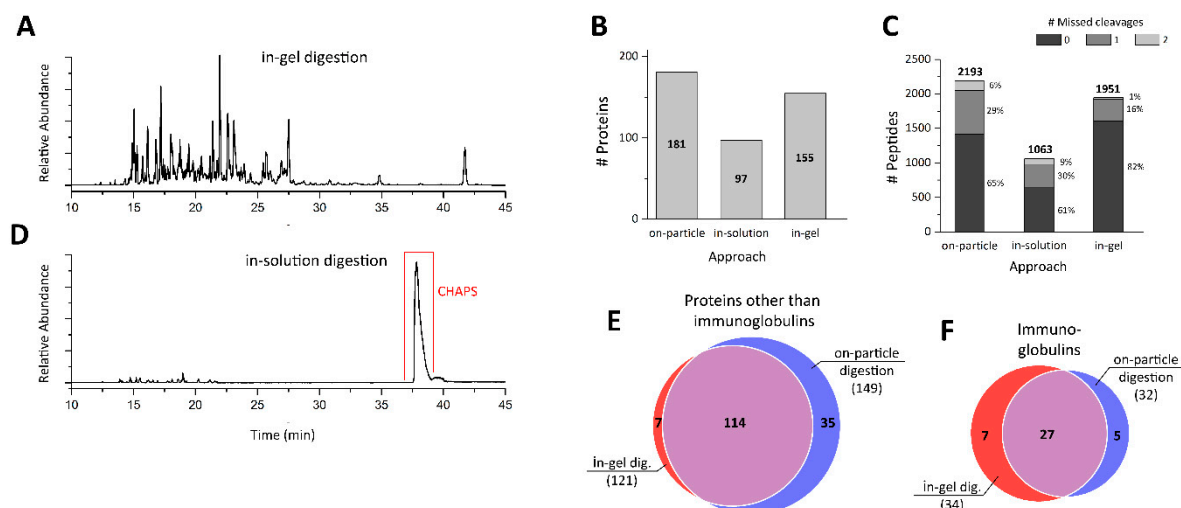 A
in-gel digestion
Relative Abundance
10 15 20 25 30 35 40 45
B
# Proteins
200
100
0
181
97
155
on-particle in-solution in-gel
Approach
C
# Missed cleavages
0 1 2
# Peptides
2500
2000
1500
1000
500
0
2193
6%
29%
65%
1063
9%
30%
61%
1951
1%
16%
82%
on-particle in-solution in-gel
Approach
D
in-solution digestion
CHAPS
Relative Abundance
10 15 20 25 30 35 40 45
Time (min)
E
Proteins other than
immunoglobulins
on-particle
digestion
(149)
7
114
35
in-gel dig.
(121)
F
Immuno-
globulins
on-particle
digestion
(32)
7
27
5
in-gel dig.
(34)